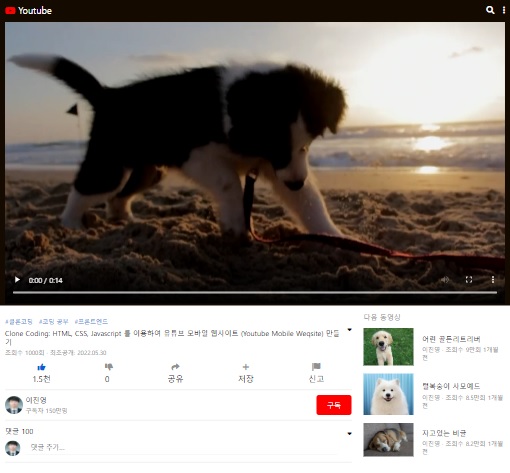 Youtube
0:00 / 0:14
#클론코딩 #코딩 공부 #프론트엔드
Clone Coding: HTML, CSS, Javascript 를 이용하여 유튜브 모바일 웹사이트 (Youtube Mobile Weqsite) 만들
기
조회수 1000회 · 최초공개: 2022.05.30
1.5천
0
공유
저장
신고
이진영
구독자 150만명
구독
댓글 100
댓글 추가...
다음 동영상
어린 골든리트리버
이진영 · 조회수 9만회 1개월
전
털복숭이 사모예드
이진영 · 조회수 8.5만회 1개월
전
자고있는 비글
이진영 · 조회수 8.2만회 1개월
전